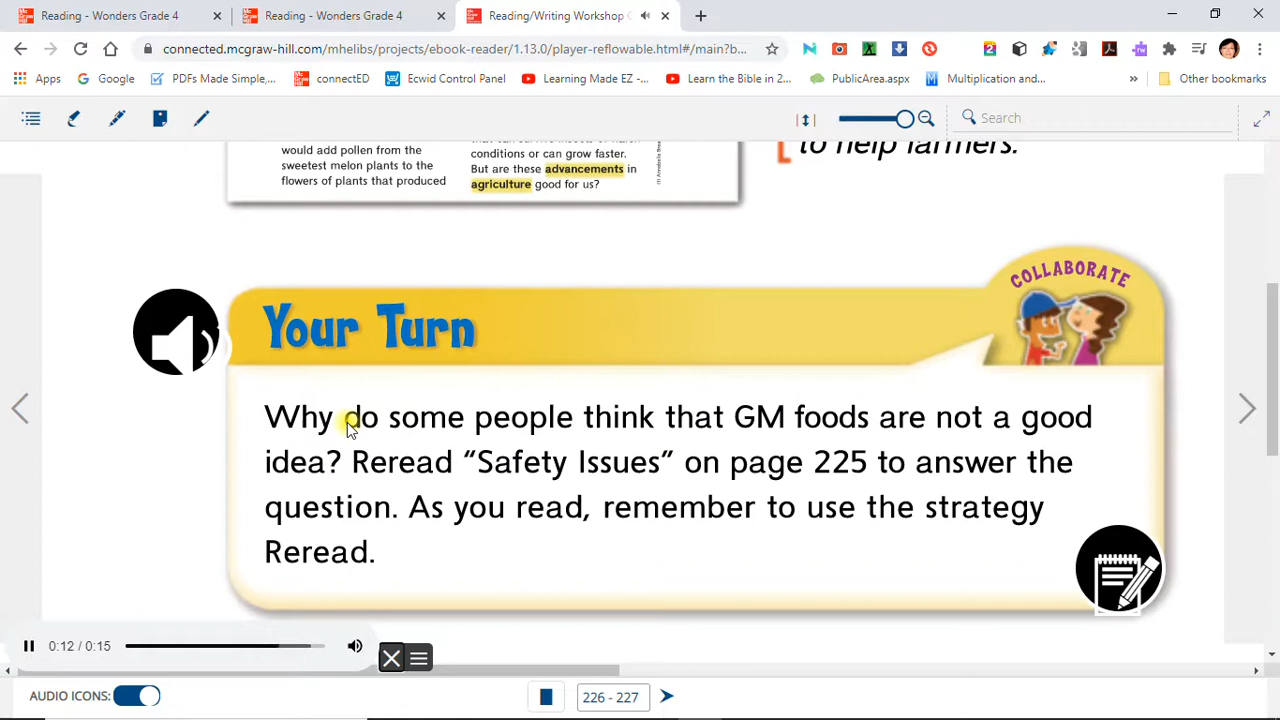 Reading - Wonders Grade 4
Reading - Wonders Grade 4
Reading/Writing Workshop
connected.mcgraw-hill.com/mhelibs/projects/ebook-reader/1.13.0/player-reflowable.html#/main?b...
Apps
Google
PDFs Made Simple,...
connectED
Ecwid Control Panel
Learning Made EZ -...
Learn the Bible in 2...
PublicArea.aspx
Multiplication and...
»
Other bookmarks
Search
would add pollen from the
sweetest melon plants to the
flowers of plants that produced
conditions or can grow faster.
But are these advancements in
agriculture good for us?
to help farmers.
COLLABORATE
Your Turn
Why do some people think that GM foods are not a good
idea? Reread “Safety Issues” on page 225 to answer the
question. As you read, remember to use the strategy
Reread.
0:12 / 0:15
AUDIO ICONS:
226 - 227